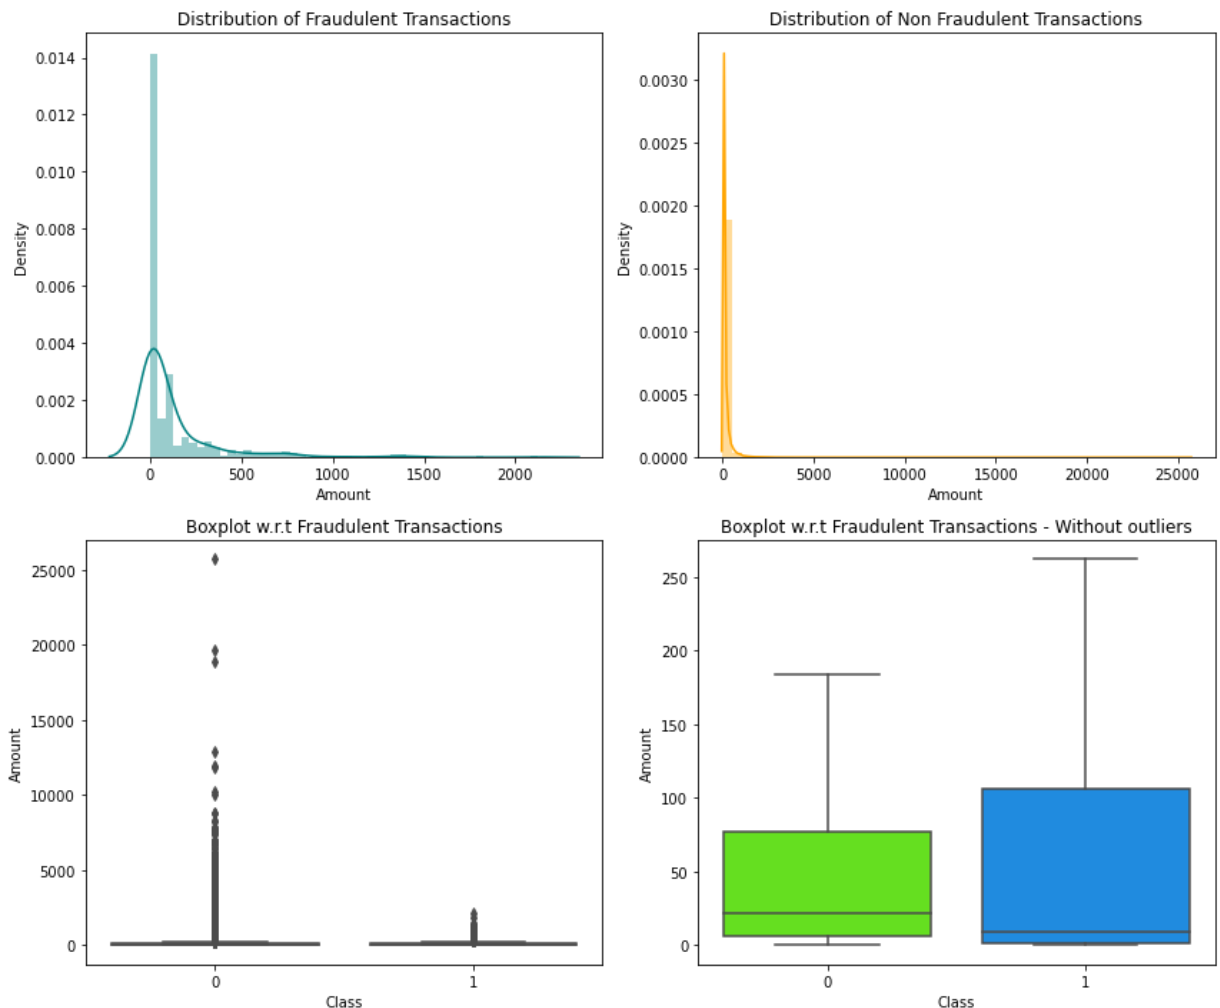 Distribution of Fraudulent Transactions
0.014
0.012
0.010
0.008
0.006
0.004
0.002
0.000
Density
0 500 1000 1500 2000
Amount
Distribution of Non Fraudulent Transactions
0.0030
0.0025
0.0020
0.0015
0.0010
0.0005
0.0000
Density
0 5000 10000 15000 20000 25000
Amount
Boxplot w.r.t Fraudulent Transactions
25000
20000
15000
10000
5000
0
Amount
0 1
Class
Boxplot w.r.t Fraudulent Transactions - Without outliers
250
200
150
100
50
0
Amount
0 1
Class